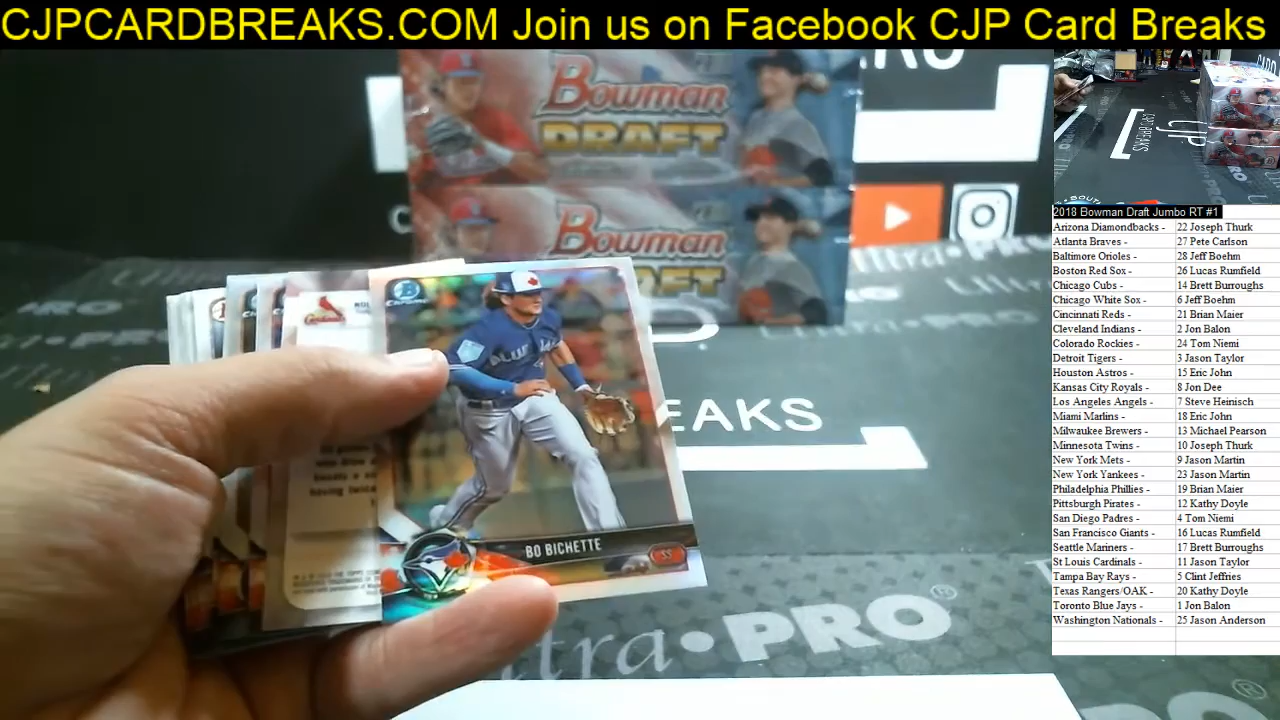 CJPCARDBREAKS.COM Join us on Facebook CJP Card Breaks
Bowman
DRAFT
Bowman
Chrome
Cardinals
BLUE
BO BICHETTE
SS
EAKS
Ultra•PRO®
CJP
2018 Bowman Draft Jumbo RT #1
Arizona Diamondbacks - 22 Joseph Thurk
Atlanta Braves - 27 Pete Carlson
Baltimore Orioles - 28 Jeff Boehm
Boston Red Sox - 26 Lucas Rumfield
Chicago Cubs - 14 Brett Burroughs
Chicago White Sox - 6 Jeff Boehm
Cincinnati Reds - 21 Brian Maier
Cleveland Indians - 2 Jon Balon
Colorado Rockies - 24 Tom Niemi
Detroit Tigers - 3 Jason Taylor
Houston Astros - 15 Eric John
Kansas City Royals - 8 Jon Dee
Los Angeles Angels - 7 Steve Heinisch
Miami Marlins - 18 Eric John
Milwaukee Brewers - 13 Michael Pearson
Minnesota Twins - 10 Joseph Thurk
New York Mets - 9 Jason Martin
New York Yankees - 23 Jason Martin
Philadelphia Phillies - 19 Brian Maier
Pittsburgh Pirates - 12 Kathy Doyle
San Diego Padres - 4 Tom Niemi
San Francisco Giants - 16 Lucas Rumfield
Seattle Mariners - 17 Brett Burroughs
St Louis Cardinals - 11 Jason Taylor
Tampa Bay Rays - 5 Clint Jeffries
Texas Rangers/OAK - 20 Kathy Doyle
Toronto Blue Jays - 1 Jon Balon
Washington Nationals - 25 Jason Anderson